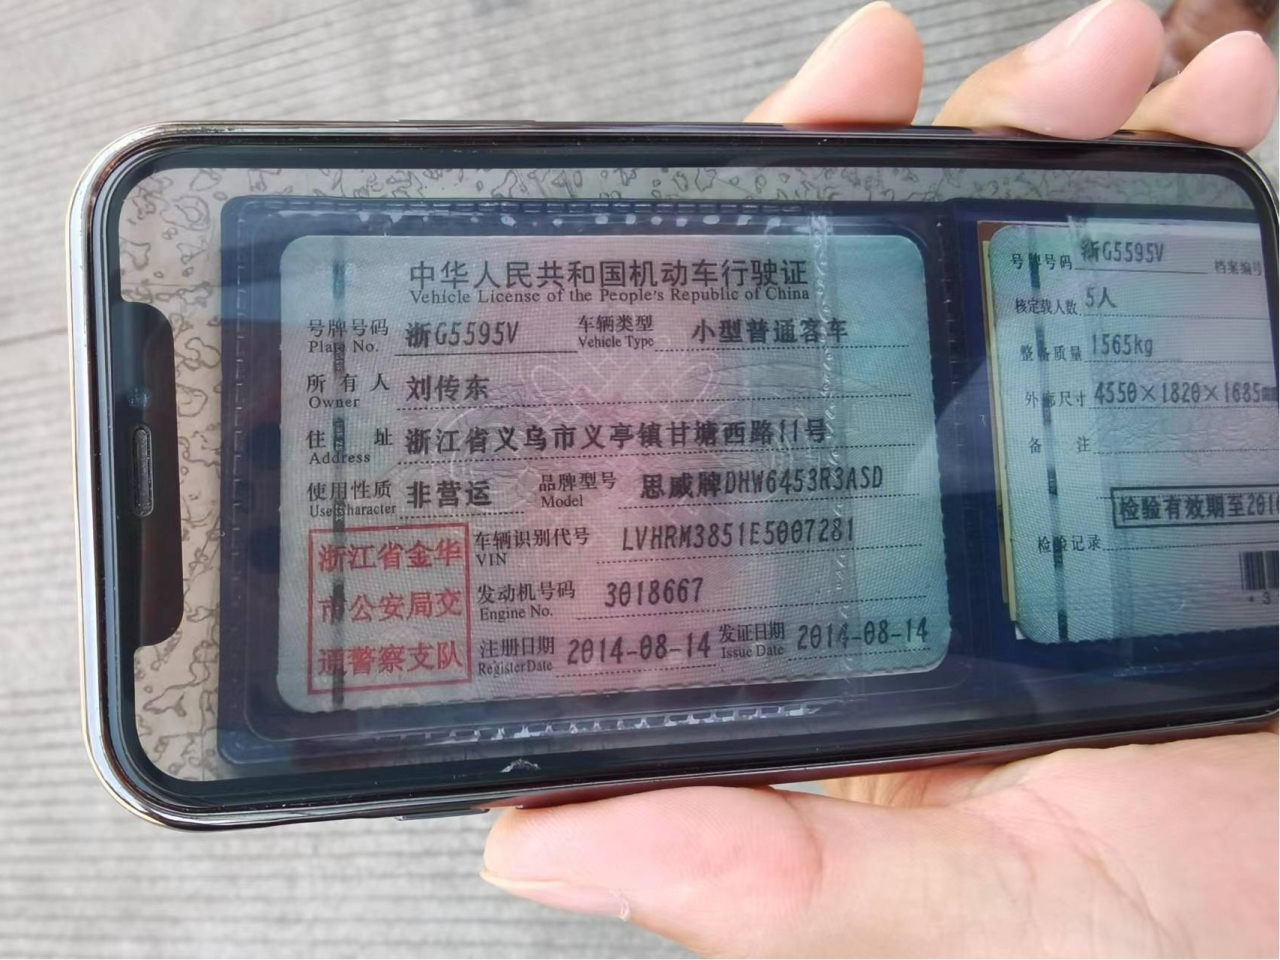 中华人民共和国机动车行驶证
Vehicle License of the People's Republic of China
号牌号码 浙G5595V 车辆类型 小型普通客车
Plate No. Vehicle Type
所有人 刘传东
Owner
住址 浙江省义乌市义亭镇甘塘西路11号
Address
使用性质 非营运 品牌型号 思威牌DHW6453R3ASD
Use Character Model
浙江省金华
市公安局交
通警察支队
车辆识别代号 LVHRM3851E5007281
VIN
发动机号码 3018667
Engine No.
注册日期 2014-08-14 发证日期 2014-08-14
Register Date Issue Date
号牌号码 浙G5595V 档案编号
核定载人数 5人
整备质量 1565kg
外廓尺寸 4550×1820×1685mm
备注
检验有效期至201
检验记录